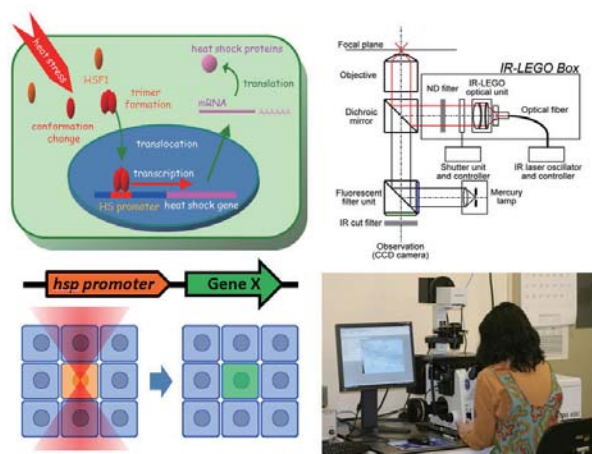 heat stress
HSF1
conformation
change
trimer
formation
heat shock proteins
translation
mRNA
AAAAAA
translocation
transcription
HS promoter
heat shock gene
hsp promoter
Gene X
Focal plane
Objective
Dichroic
mirror
Fluorescent
filter unit
IR cut filter
Observation
(CCD camera)
IR-LEGO Box
ND filter
IR-LEGO
optical unit
Optical fiber
Shutter unit
and controller
IR laser oscillator
and controller
Mercury
lamp